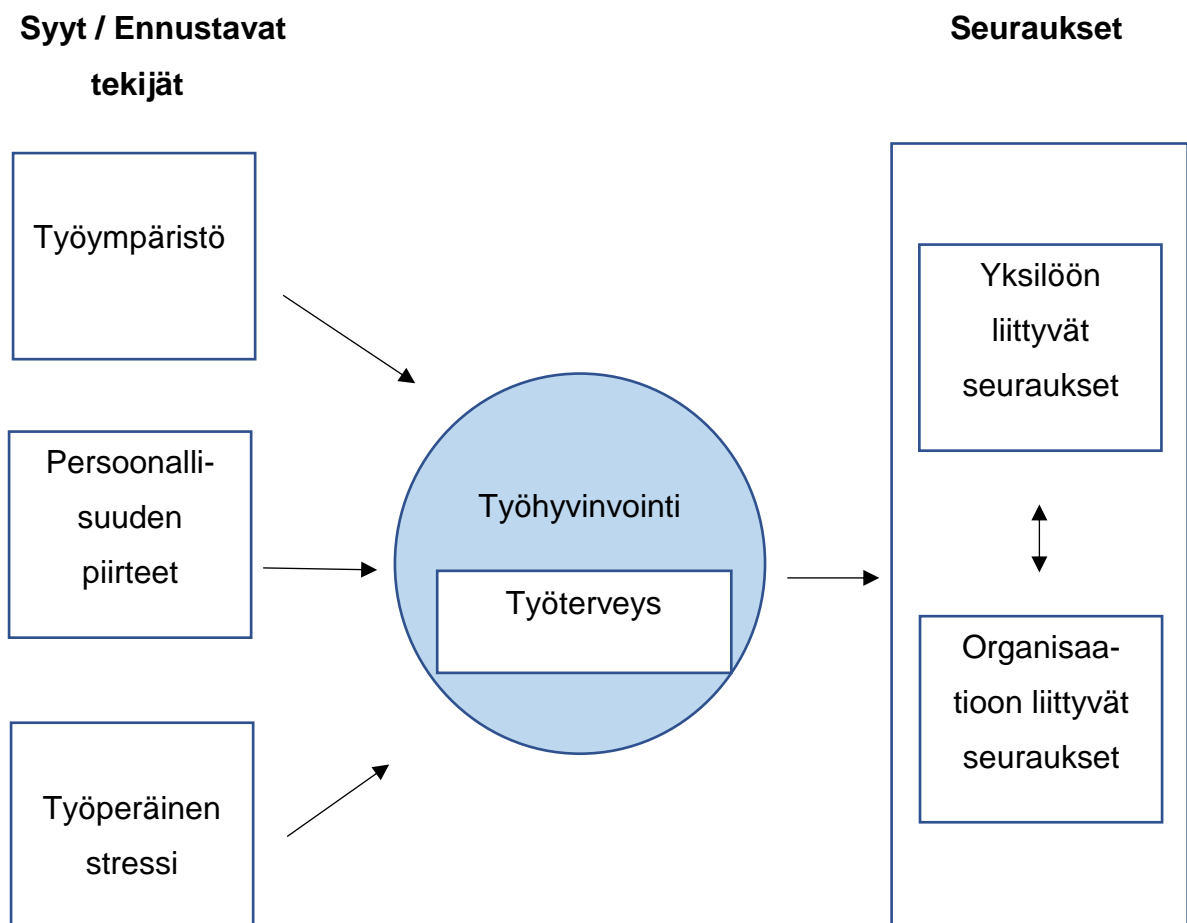 Syyt / Ennustavat
tekijät
Seuraukset
Työympäristö
Persoonalli-
suuden
piirteet
Työperäinen
stressi
Työhyvinvointi
Työterveys
Yksilöön
liittyvät
seuraukset
Organisaa-
tioon liittyvät
seuraukset